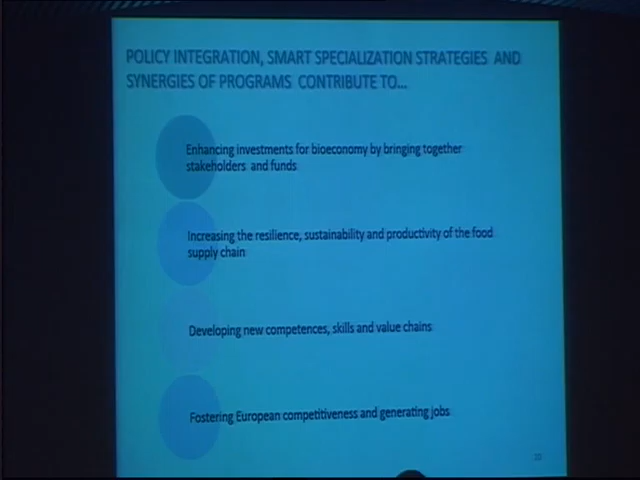 POLICY INTEGRATION, SMART SPECIALIZATION STRATEGIES AND
SYNERGIES OF PROGRAMS CONTRIBUTE TO...
Enhancing investments for bioeconomy by bringing together
stakeholders and funds
Increasing the resilience, sustainability and productivity of the food
supply chain
Developing new competences, skills and value chains
Fostering European competitiveness and generating jobs